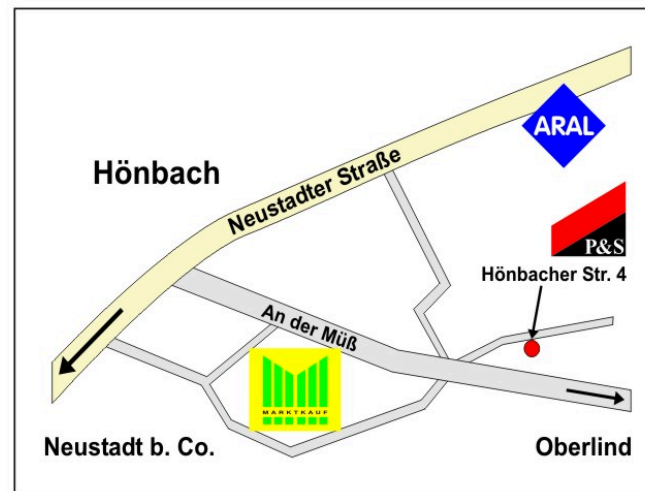 ARAL
Hönbach
Neustadter Straße
P&S
Hönbacher Str. 4
An der Müß
MARKTKAUF
Neustadt b. Co.
Oberlind